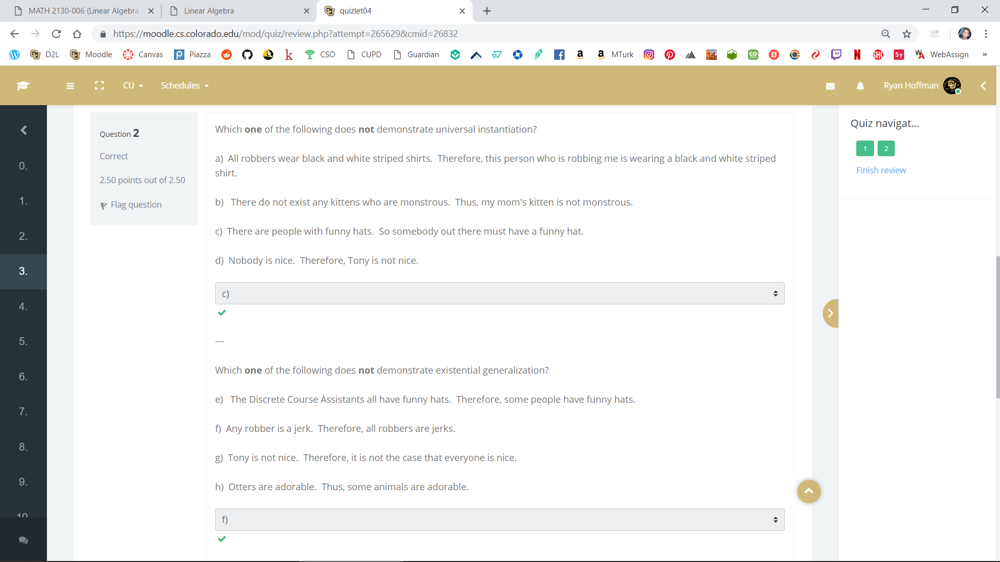 MATH 2130-006 (Linear Algebra
Linear Algebra
quizlet04
https://moodle.cs.colorado.edu/mod/quiz/review.php?attempt=265629&cmid=26832
D2L
Moodle
Canvas
Piazza
CSO
CUPD
Guardian
MTurk
WebAssign
CU
Schedules
Ryan Hoffman
0.
1.
2.
3.
4.
5.
6.
7.
8.
9.
10
Question 2
Correct
2.50 points out of 2.50
Flag question
Which one of the following does not demonstrate universal instantiation?
a) All robbers wear black and white striped shirts. Therefore, this person who is robbing me is wearing a black and white striped
shirt.
b) There do not exist any kittens who are monstrous. Thus, my mom's kitten is not monstrous.
c) There are people with funny hats. So somebody out there must have a funny hat.
d) Nobody is nice. Therefore, Tony is not nice.
c)
---
Which one of the following does not demonstrate existential generalization?
e) The Discrete Course Assistants all have funny hats. Therefore, some people have funny hats.
f) Any robber is a jerk. Therefore, all robbers are jerks.
g) Tony is not nice. Therefore, it is not the case that everyone is nice.
h) Otters are adorable. Thus, some animals are adorable.
f)
Quiz navigat...
1 2
Finish review